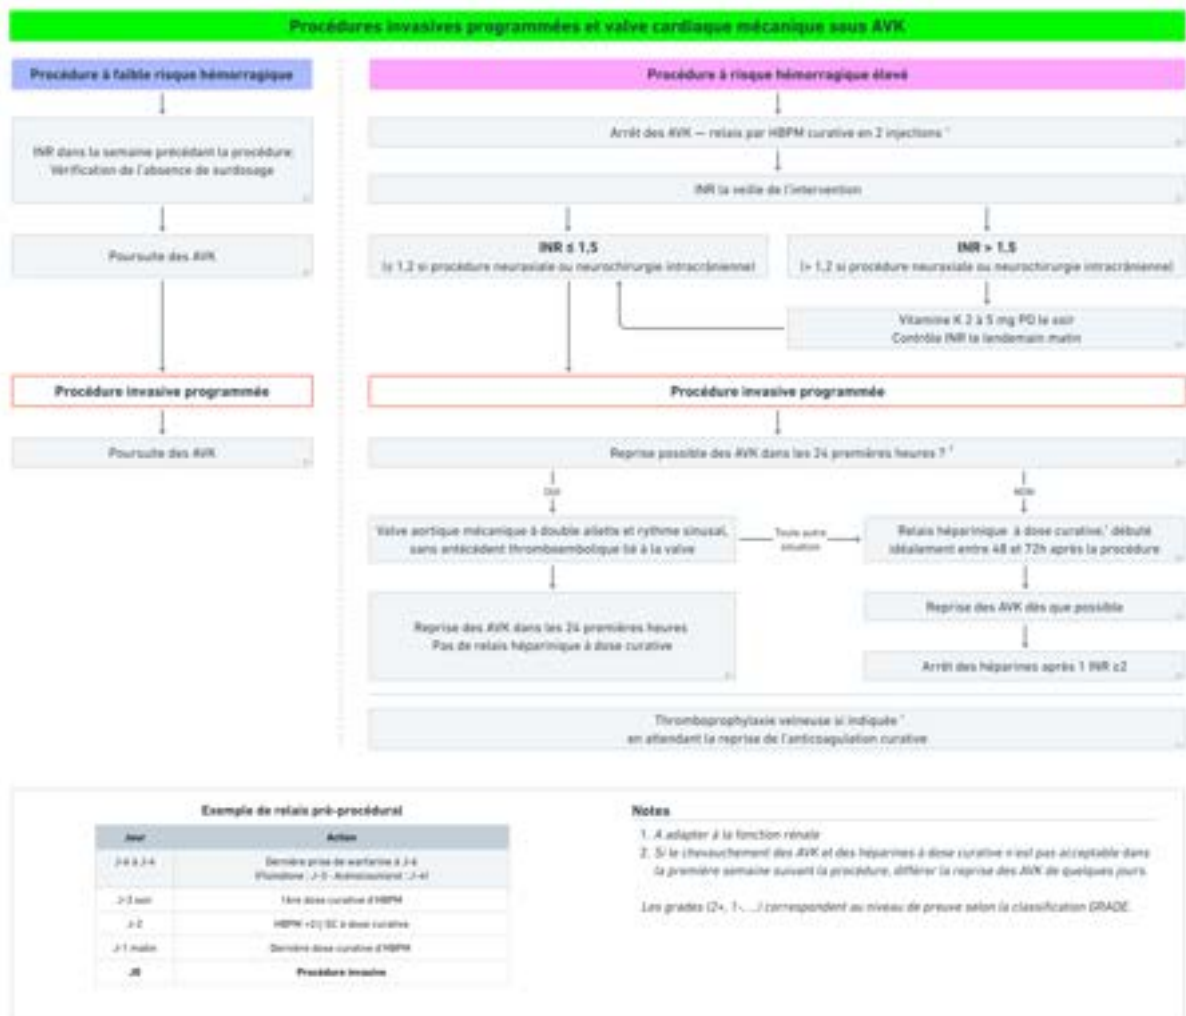 Procédures invasives programmées et valve cardiaque mécanique sous AVK
Procédure à faible risque hémorragique
INR dans la semaine précédant la procédure
Vérification de l'absence de surdosage
Poursuite des AVK
Procédure invasive programmée
Poursuite des AVK
Procédure à risque hémorragique élevé
Arrêt des AVK — relais par HBPM curative en 2 injections
INR la veille de l'intervention
INR ≤ 1,5
(≤ 1,2 si procédure neuraxiale ou neurochirurgie intracrânienne)
INR > 1,5
(> 1,2 si procédure neuraxiale ou neurochirurgie intracrânienne)
Vitamine K 2 à 5 mg PO le soir
Contrôle INR le lendemain matin
Procédure invasive programmée
Reprise possible des AVK dans les 24 premières heures ? 2
OUI
NON
Valve aortique mécanique à double ailette et rythme sinusal,
sans antécédent thromboembolique lié à la valve
Toute autre
situation
Relais héparinique à dose curative, débuté
idéalement entre 48 et 72h après la procédure
Reprise des AVK dans les 24 premières heures
Pas de relais héparinique à dose curative
Reprise des AVK dès que possible
Arrêt des héparines après 1 INR ≥2
Thromboprophylaxie veineuse si indiquée
en attendant la reprise de l'anticoagulation curative
Exemple de relais pré-procédural
Jour Action
Dernière prise de warfarine à
J-3 soir 1ère dose curative d'HBPM
J-2 HBPM SC à dose curative
J-1 matin Dernière dose curative d'HBPM
J0 Procédure invasive
Notes
1. A adapter à la fonction rénale
2. Si le chevauchement des AVK et des héparines à dose curative n'est pas acceptable dans
la première semaine suivant la procédure, différer la reprise des AVK de quelques jours.
Les grades (2+, 1-, ...) correspondent au niveau de preuve selon la classification GRADE.